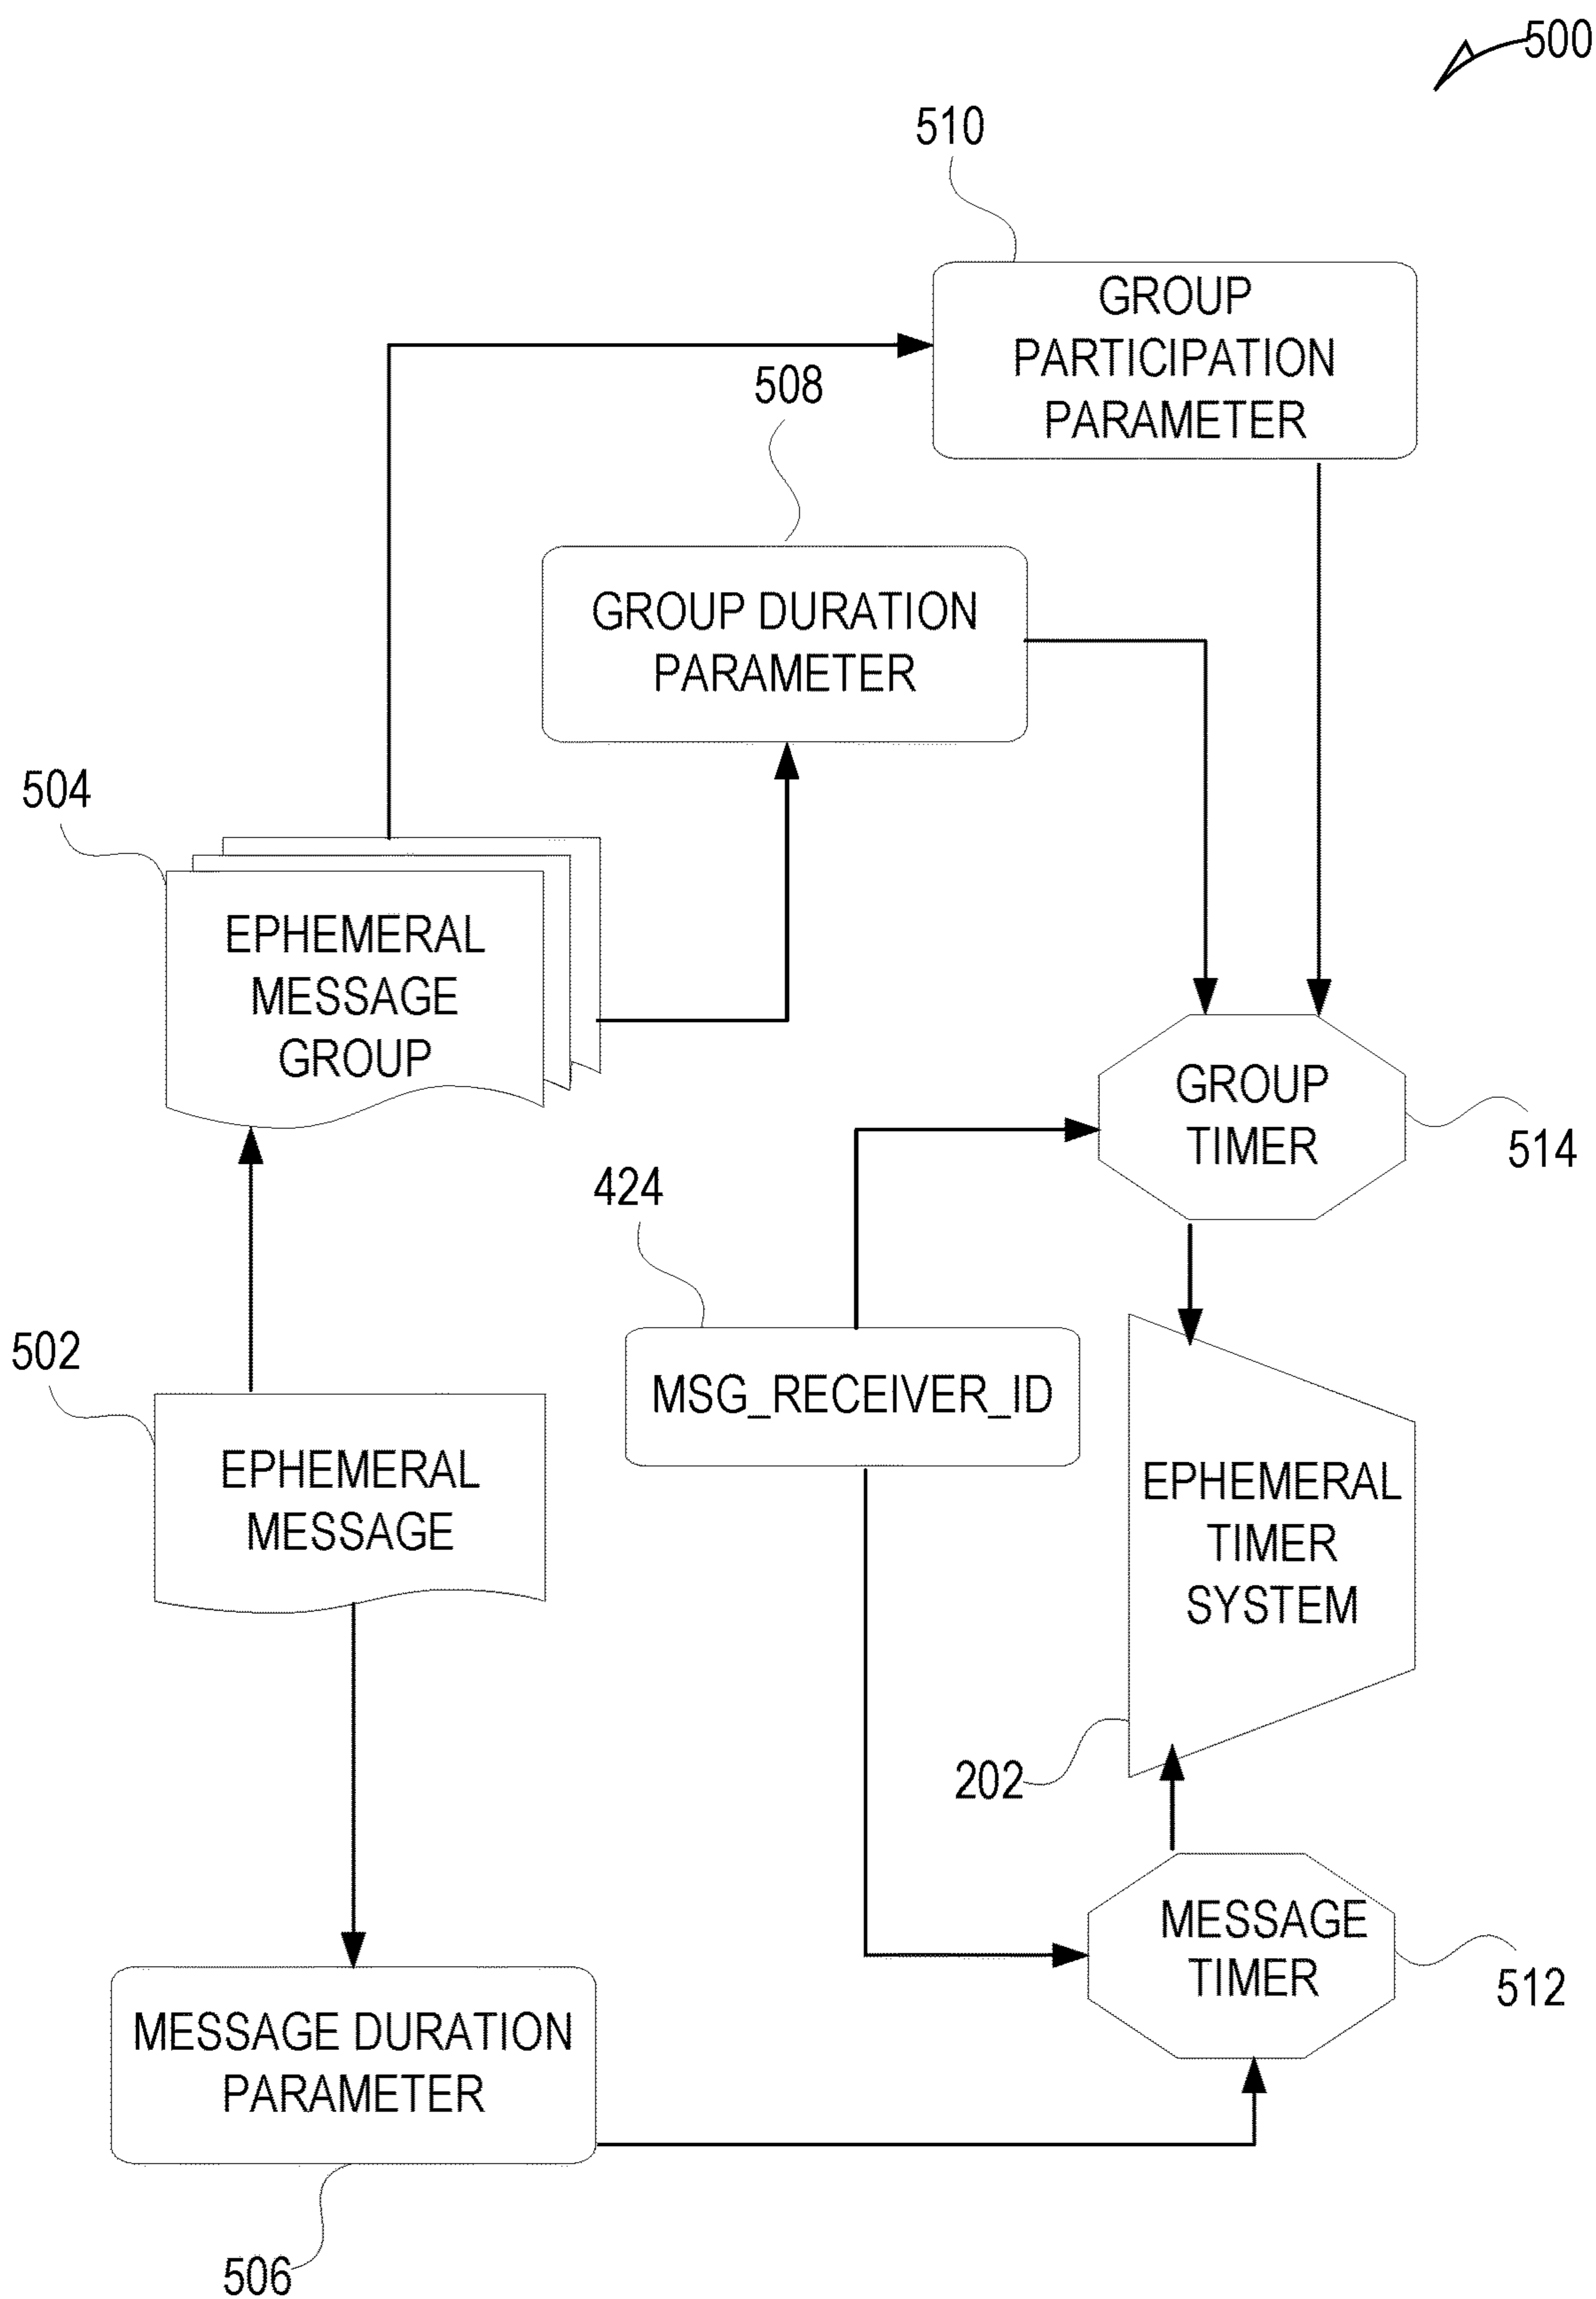 500
510
GROUP
PARTICIPATION
PARAMETER
508
GROUP DURATION
PARAMETER
504
EPHEMERAL
MESSAGE
GROUP
GROUP
TIMER
514
424
MSG_RECEIVER_ID
502
EPHEMERAL
MESSAGE
EPHEMERAL
TIMER
SYSTEM
202
MESSAGE
TIMER
512
MESSAGE DURATION
PARAMETER
506